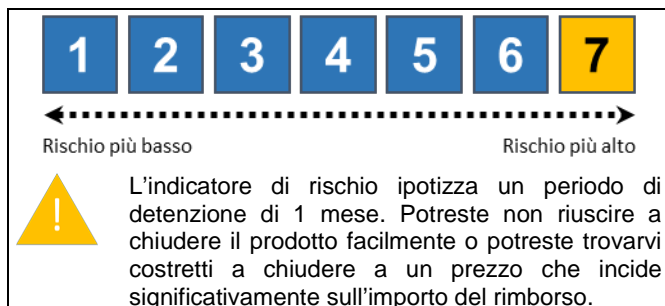 1 2 3 4 5 6 7
Rischio più basso Rischio più alto
!
L'indicatore di rischio ipotizza un periodo di
detenzione di 1 mese. Potreste non riuscire a
chiudere il prodotto facilmente o potreste trovarvi
costretti a chiudere a un prezzo che incide
significativamente sull'importo del rimborso.